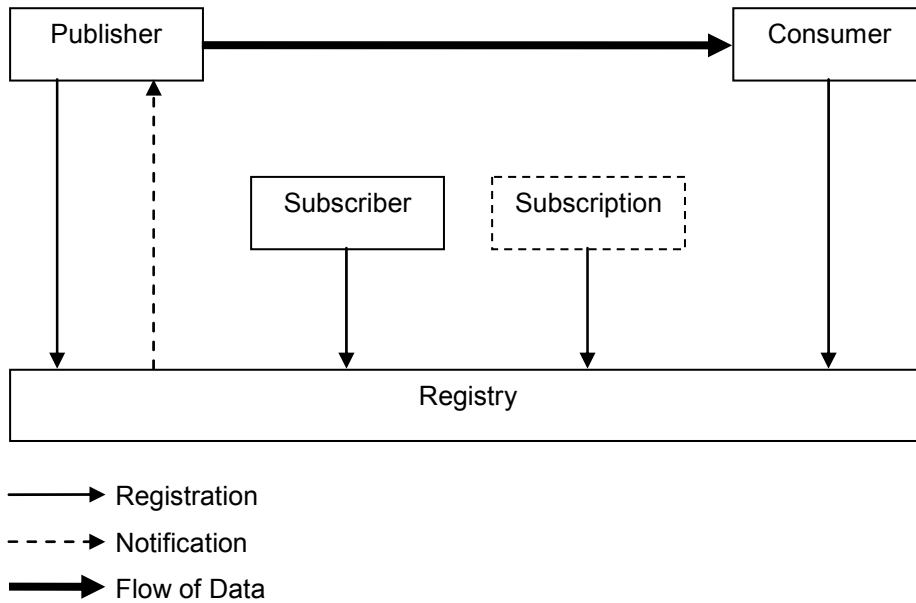 Publisher
Consumer
Subscriber
Subscription
Registry
Registration
Notification
Flow of Data